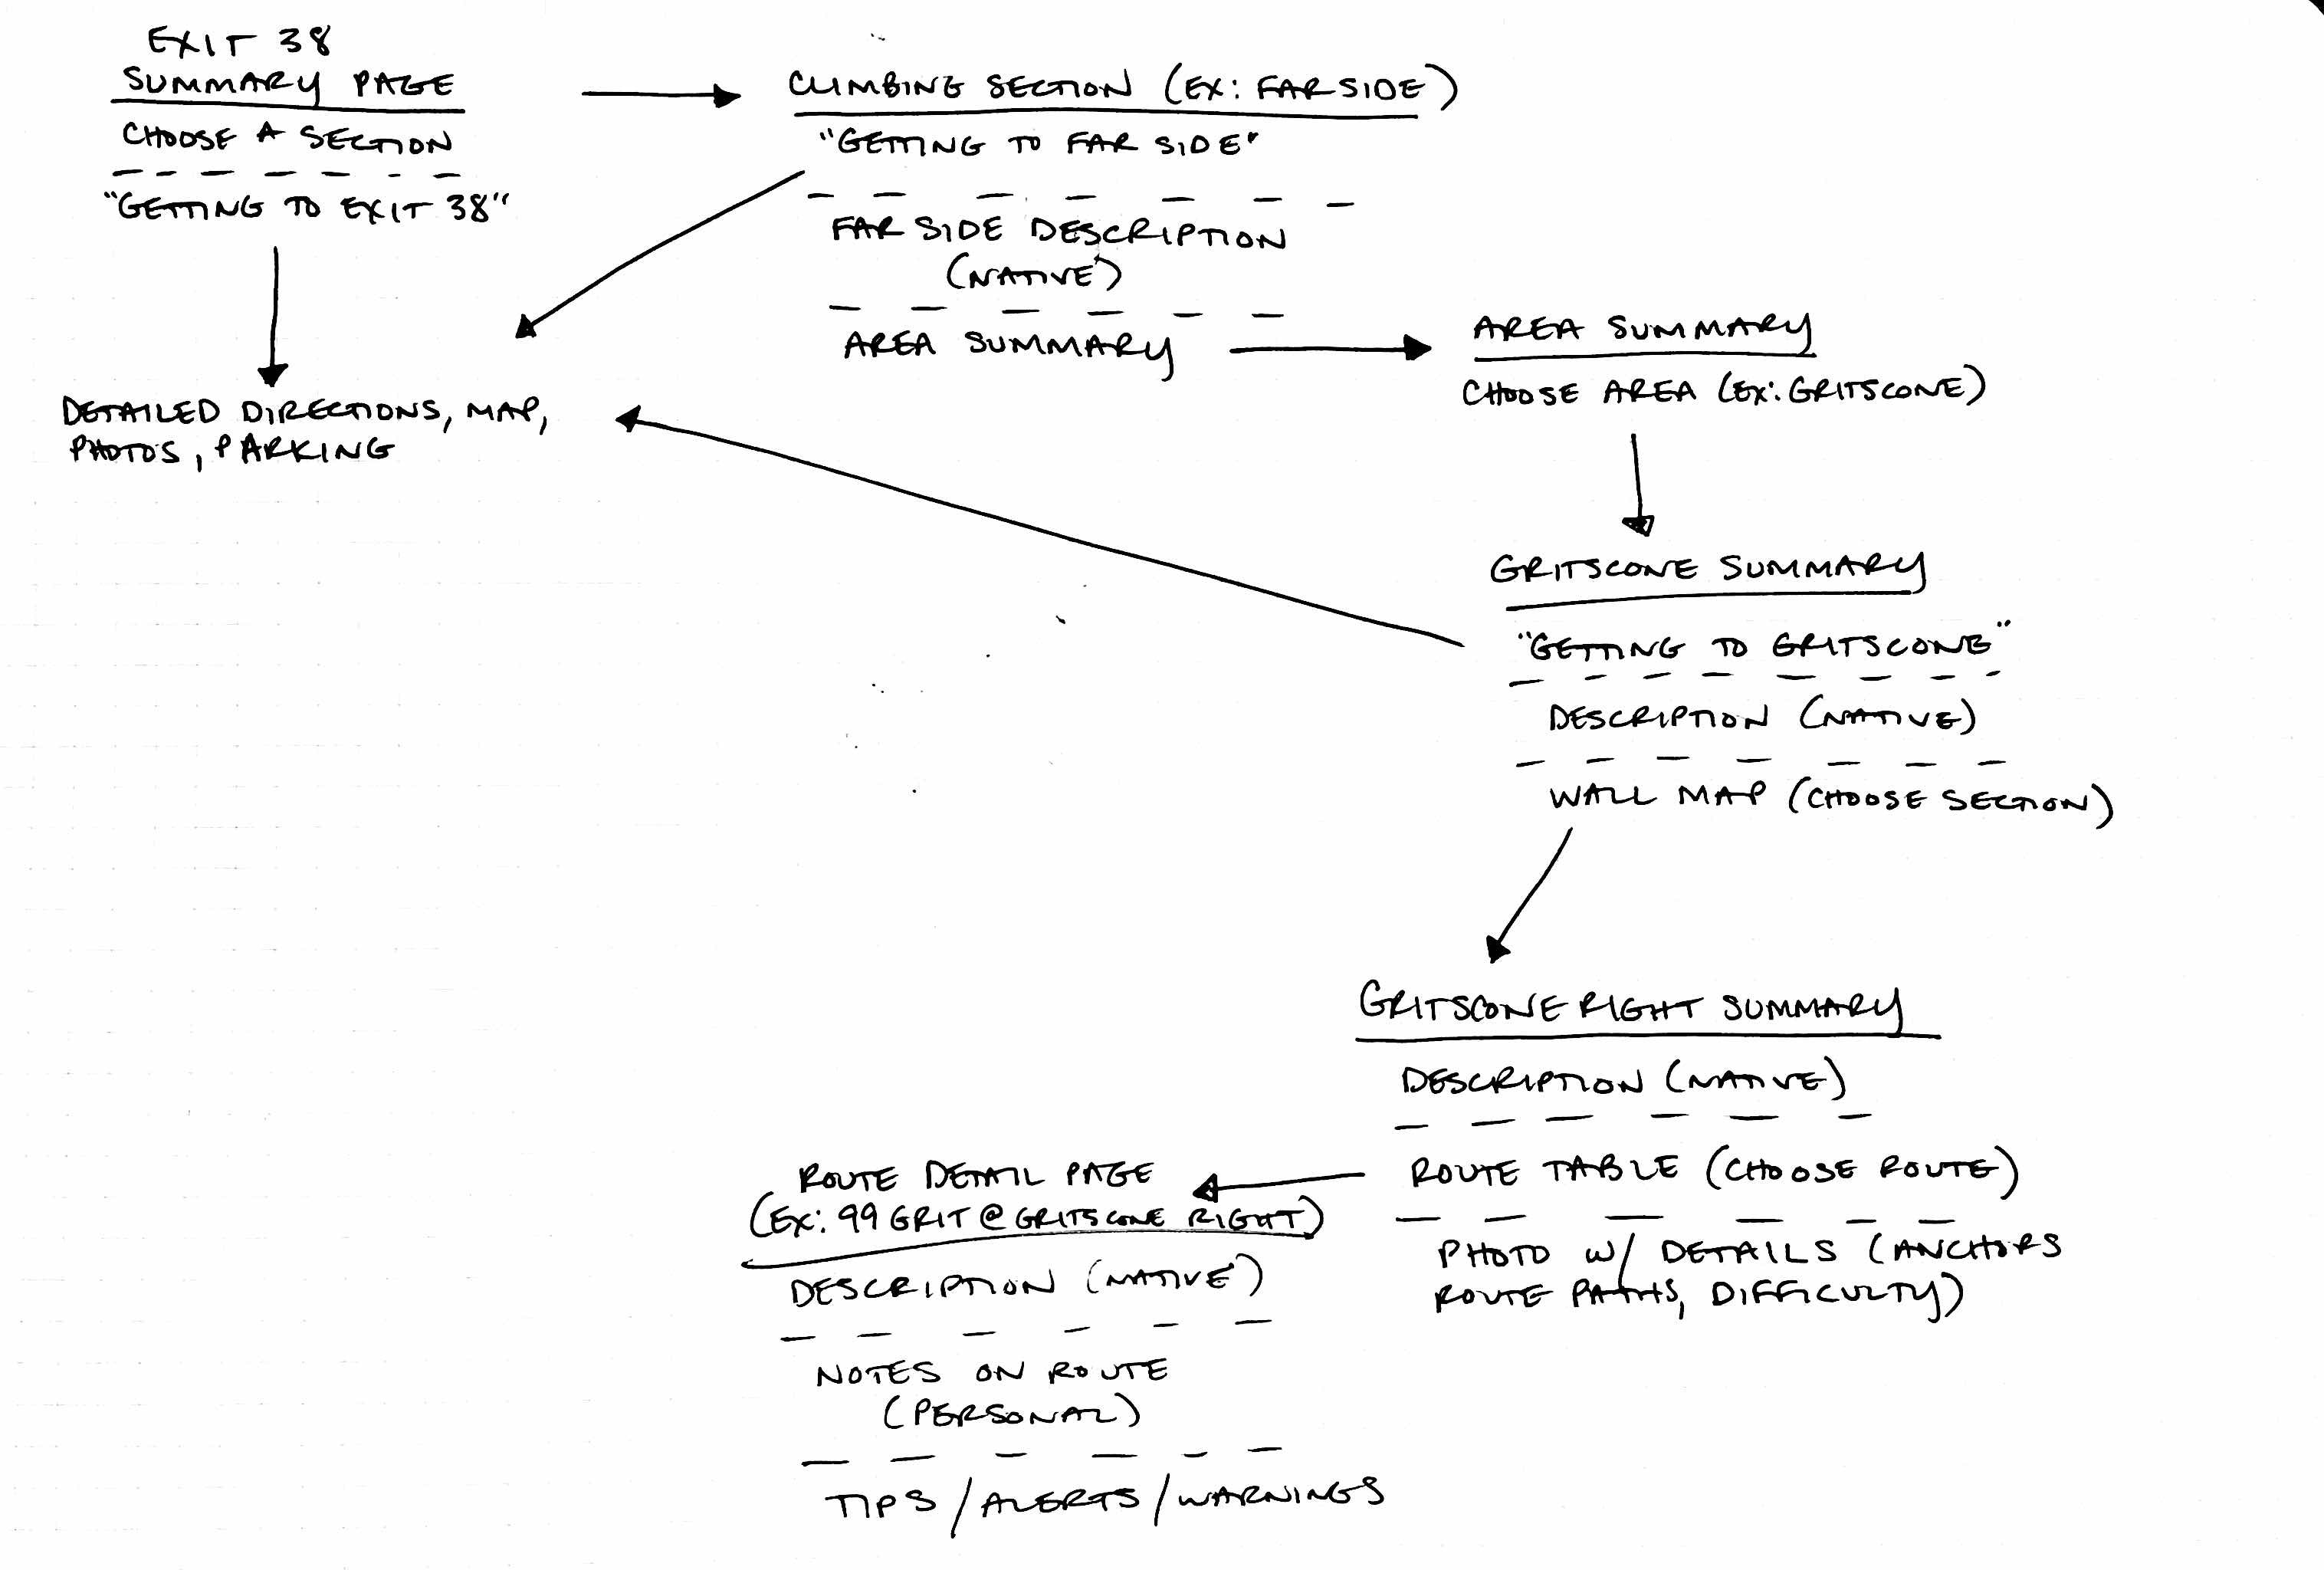 EXIT 38
SUMMARY PAGE
CHOOSE A SECTION
"GETTING TO EXIT 38"
DETAILED DIRECTIONS, MAP,
PHOTOS, PARKING
CLIMBING SECTION (EX: FAR SIDE)
"GETTING TO FAR SIDE"
FAR SIDE DESCRIPTION
(NATIVE)
AREA SUMMARY
AREA SUMMARY
CHOOSE AREA (EX: GRITSCONE)
GRITSCONE SUMMARY
"GETTING TO GRITSCONE"
DESCRIPTION (NATIVE)
WALL MAP (CHOOSE SECTION)
GRITSCONE RIGHT SUMMARY
DESCRIPTION (NATIVE)
ROUTE TABLE (CHOOSE ROUTE)
PHOTO W/ DETAILS (ANCHORS
ROUTE PATHS, DIFFICULTY)
ROUTE DETAIL PAGE
(EX: 99 GRIT @ GRITSCONE RIGHT)
DESCRIPTION (NATIVE)
NOTES ON ROUTE
(PERSONAL)
TIPS / ALERTS / WARNINGS